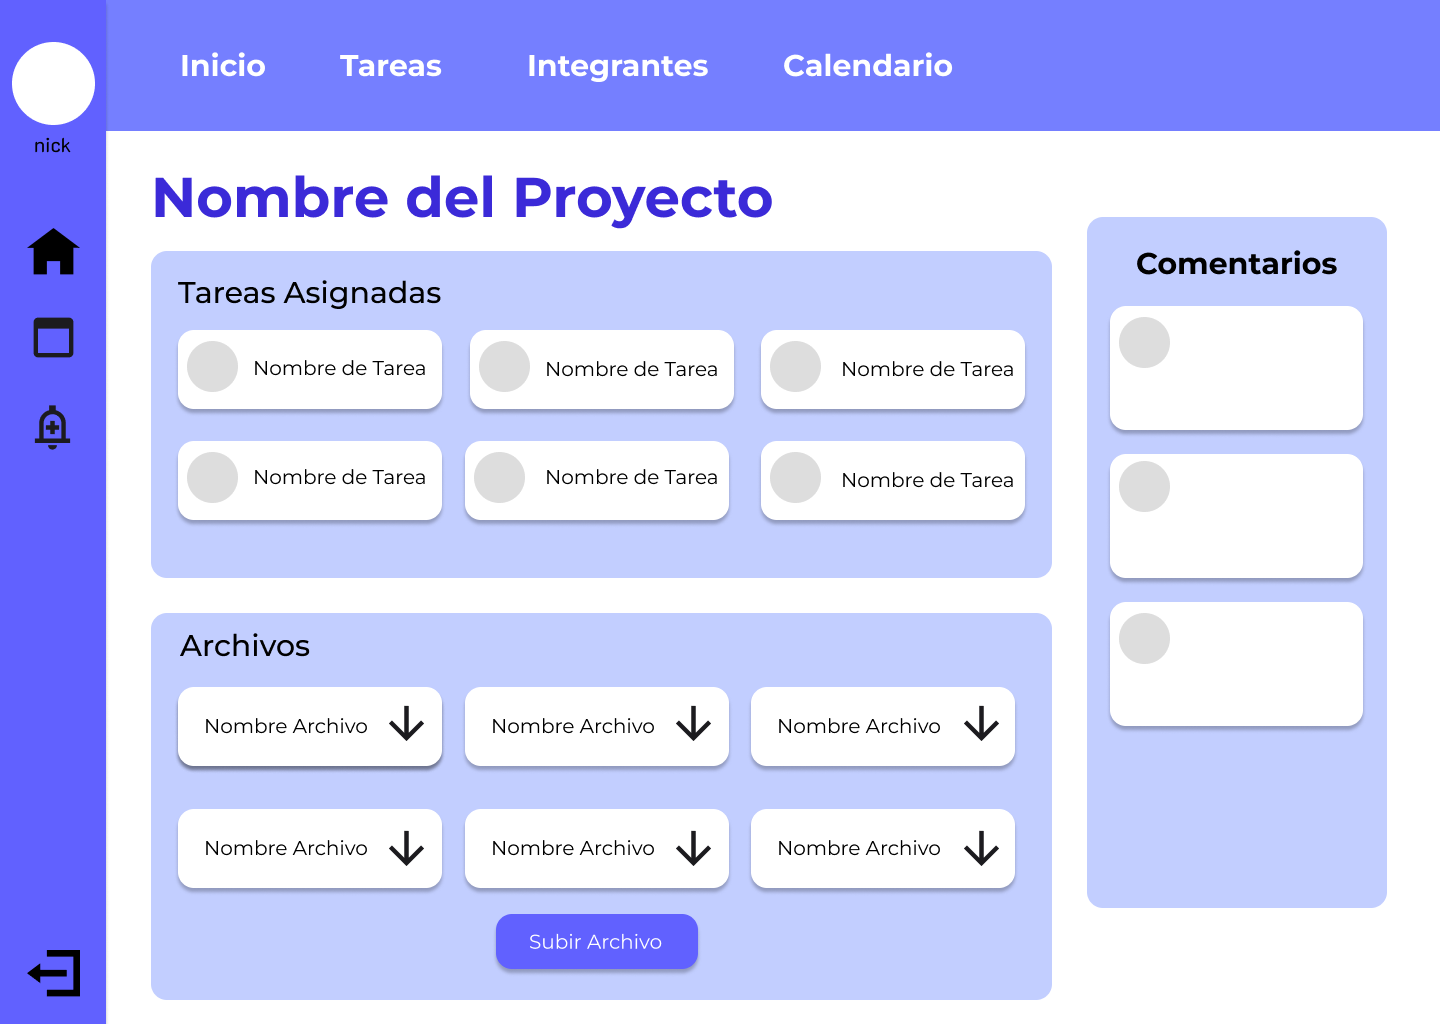 Inicio Tareas Integrantes Calendario
nick
Nombre del Proyecto
Tareas Asignadas
Nombre de Tarea Nombre de Tarea Nombre de Tarea
Nombre de Tarea Nombre de Tarea Nombre de Tarea
Archivos
Nombre Archivo Nombre Archivo Nombre Archivo
Nombre Archivo Nombre Archivo Nombre Archivo
Subir Archivo
Comentarios